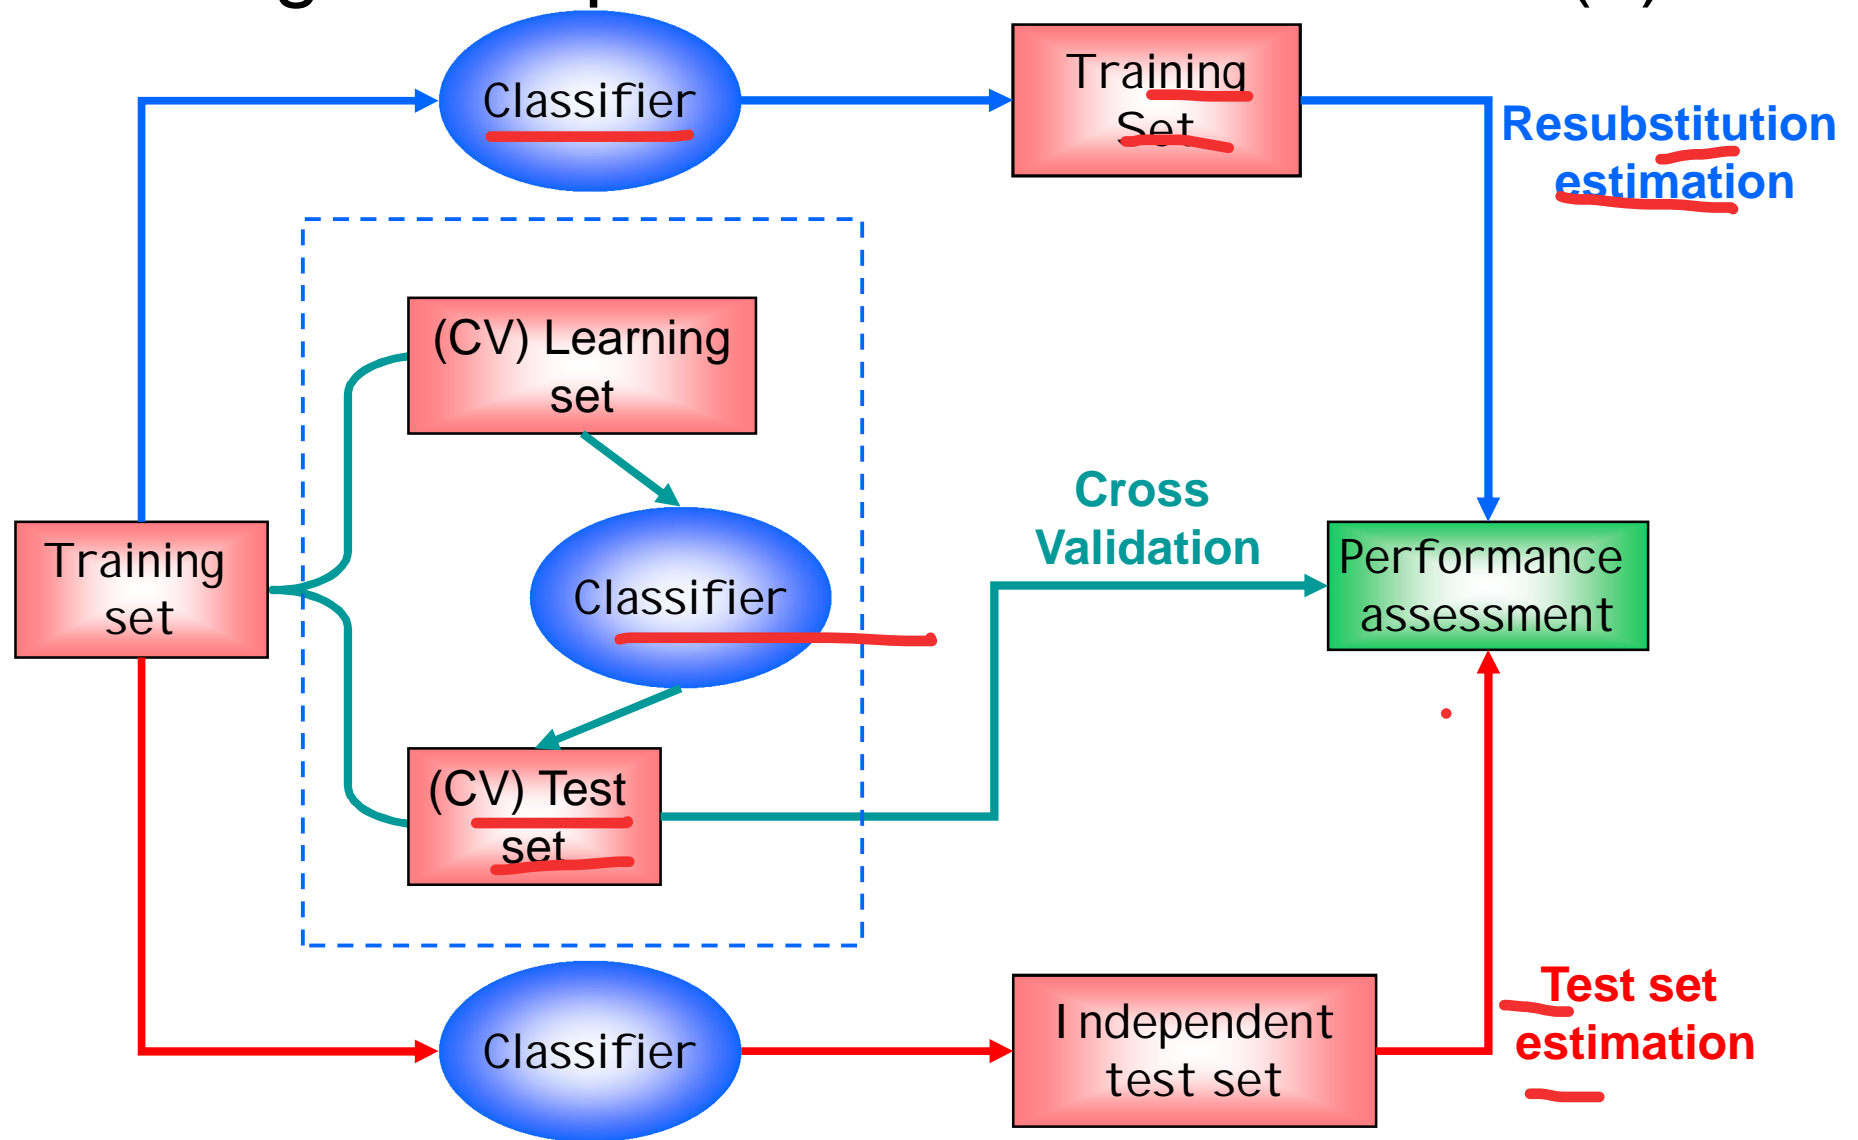 Classifier
Training
Set
Resubstitution
estimation
(CV) Learning
set
Cross
Validation
Training
set
Classifier
Performance
assessment
(CV) Test
set
Test set
estimation
Classifier
Independent
test set